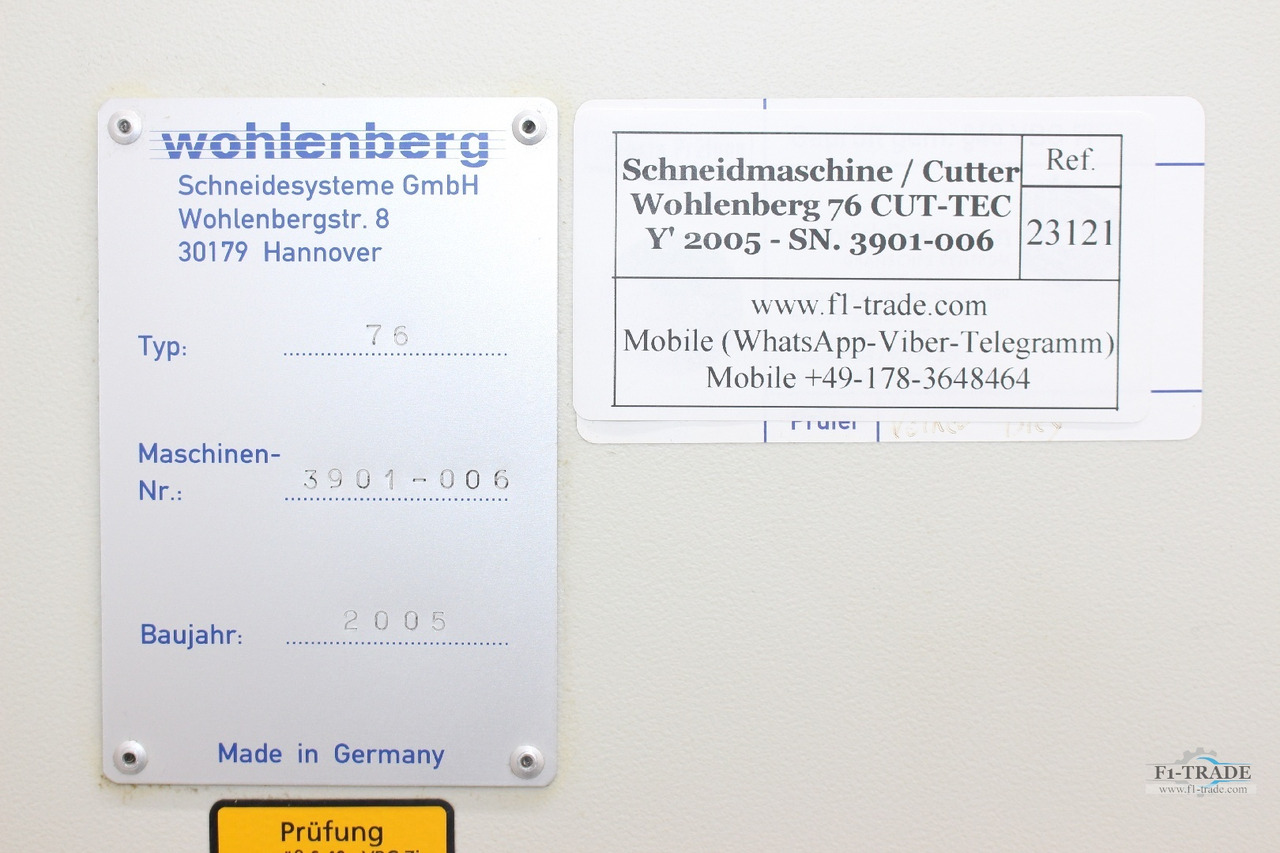 wohlenberg
Schneidesysteme GmbH
Wohlenbergstr. 8
30179 Hannover
Typ: 76
Maschinen-
Nr.: 3901-006
Baujahr: 2005
Made in Germany
Prüfung
Schneidmaschine / Cutter
Wohlenberg 76 CUT-TEC
Y' 2005 - SN. 3901-006
Ref.
23121
www.f1-trade.com
Mobile (WhatsApp-Viber-Telegramm)
Mobile +49-178-3648464
Prüfer
F1-TRADE
www.f1-trade.com